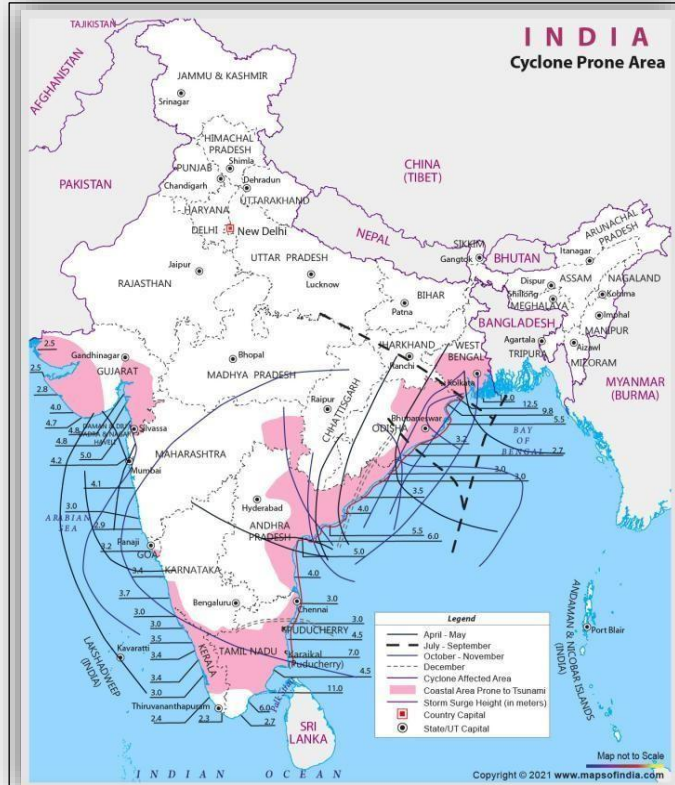 INDIA
Cyclone Prone Area
TAJIKISTAN
AFGHANISTAN
JAMMU & KASHMIR
Srinagar
HIMACHAL
PRADESH
Shimla
PUNJAB
Chandigarh
Dehradun
UTTARAKHAND
HARYANA
CHINA
(TIBET)
PAKISTAN
DELHI
New Delhi
NEPAL
SIKKIM
Gangtok
BHUTAN
ARUNACHAL
PRADESH
Itanagar
Jaipur
RAJASTHAN
UTTAR PRADESH
Lucknow
BIHAR
Patna
Dispur
ASSAM
NAGALAND
Shillong
Kohima
MEGHALAYA
Imphal
MANIPUR
BANGLADESH
Agartala
TRIPURA
Aizawl
MIZORAM
MYANMAR
(BURMA)
JHARKHAND
Ranchi
WEST
BENGAL
Kolkata
2.5
Gandhinagar
GUJARAT
Bhopal
MADHYA PRADESH
2.5
2.8
4.0
4.7
4.8
4.8
5.0
4.2
DAMAN & DIU
DADRA & NAGAR
HAVELI
Silvassa
Mumbai
MAHARASHTRA
Raipur
CHHATTISGARH
Bhubaneswar
ODISHA
12.5
9.8
5.5
2.7
BAY
OF
BENGAL
3.2
3.0
3.0
3.5
4.0
5.5
6.0
5.0
4.1
3.0
ARABIAN
SEA
2.9
3.2
3.4
Hyderabad
ANDHRA
PRADESH
Panaji
GOA
KARNATAKA
4.0
3.7
3.0
3.5
3.4
3.4
3.0
2.4
2.3
Bengaluru
Chennai
3.0
3.0
PUDUCHERRY
4.5
7.0
Karaikal
(Puducherry)
4.5
11.0
6.0
2.7
TAMIL NADU
KERALA
Kavaratti
LAKSHADWEEP
(INDIA)
Thiruvananthapuram
Palk Strait
SRI
LANKA
ANDAMAN & NICOBAR ISLANDS
(INDIA)
Port Blair
Legend
April - May
July - September
October - November
December
Cyclone Affected Area
Coastal Area Prone to Tsunami
Storm Surge Height (in meters)
Country Capital
State/UT Capital
Map not to Scale
INDIAN OCEAN
Copyright © 2021 www.mapsofindia.com